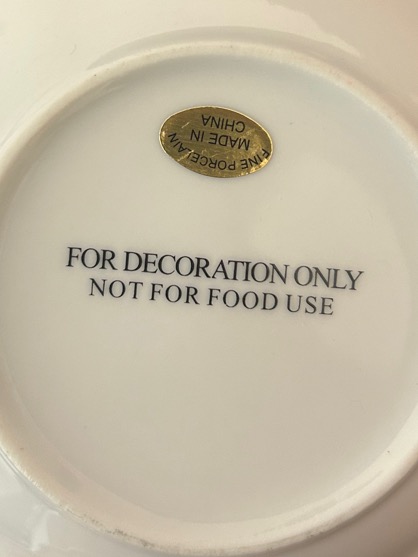 FINE PORCELAIN
MADE IN
CHINA
FOR DECORATION ONLY
NOT FOR FOOD USE